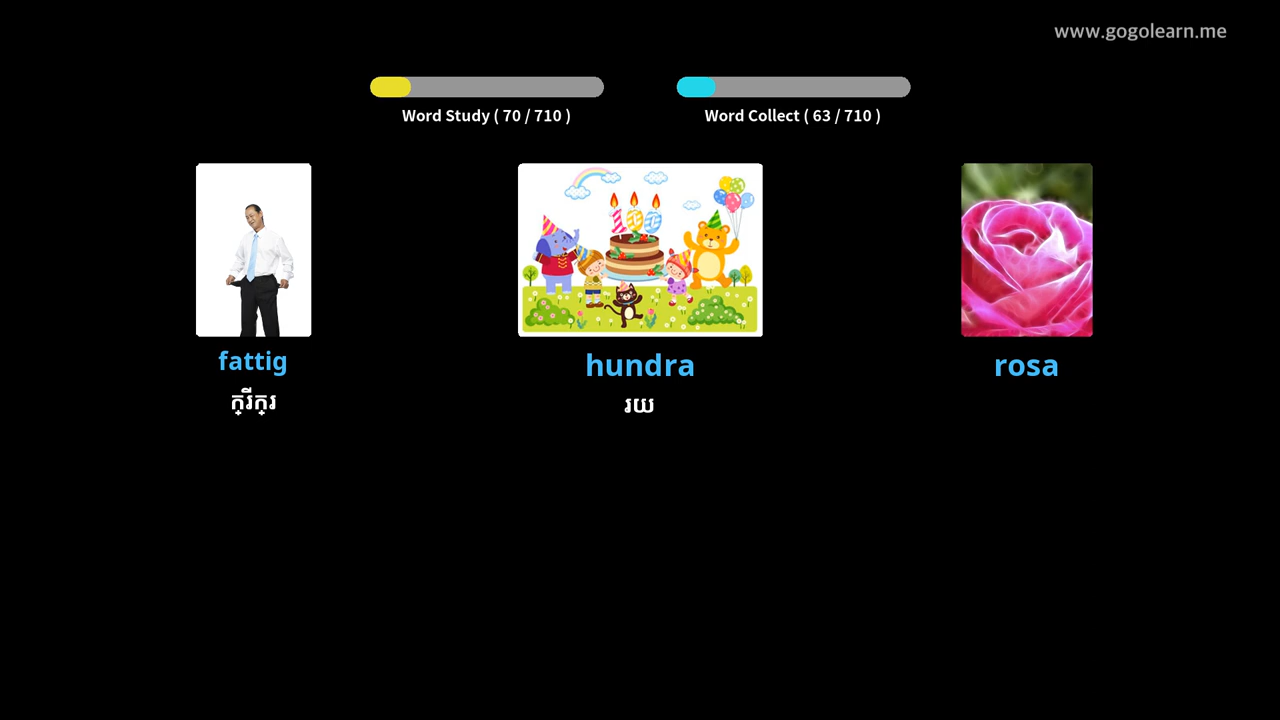 www.gogolearn.me
Word Study ( 70 / 710 )
Word Collect ( 63 / 710 )
100
fattig
hundra
rosa
ក្រីក្រ
រយ